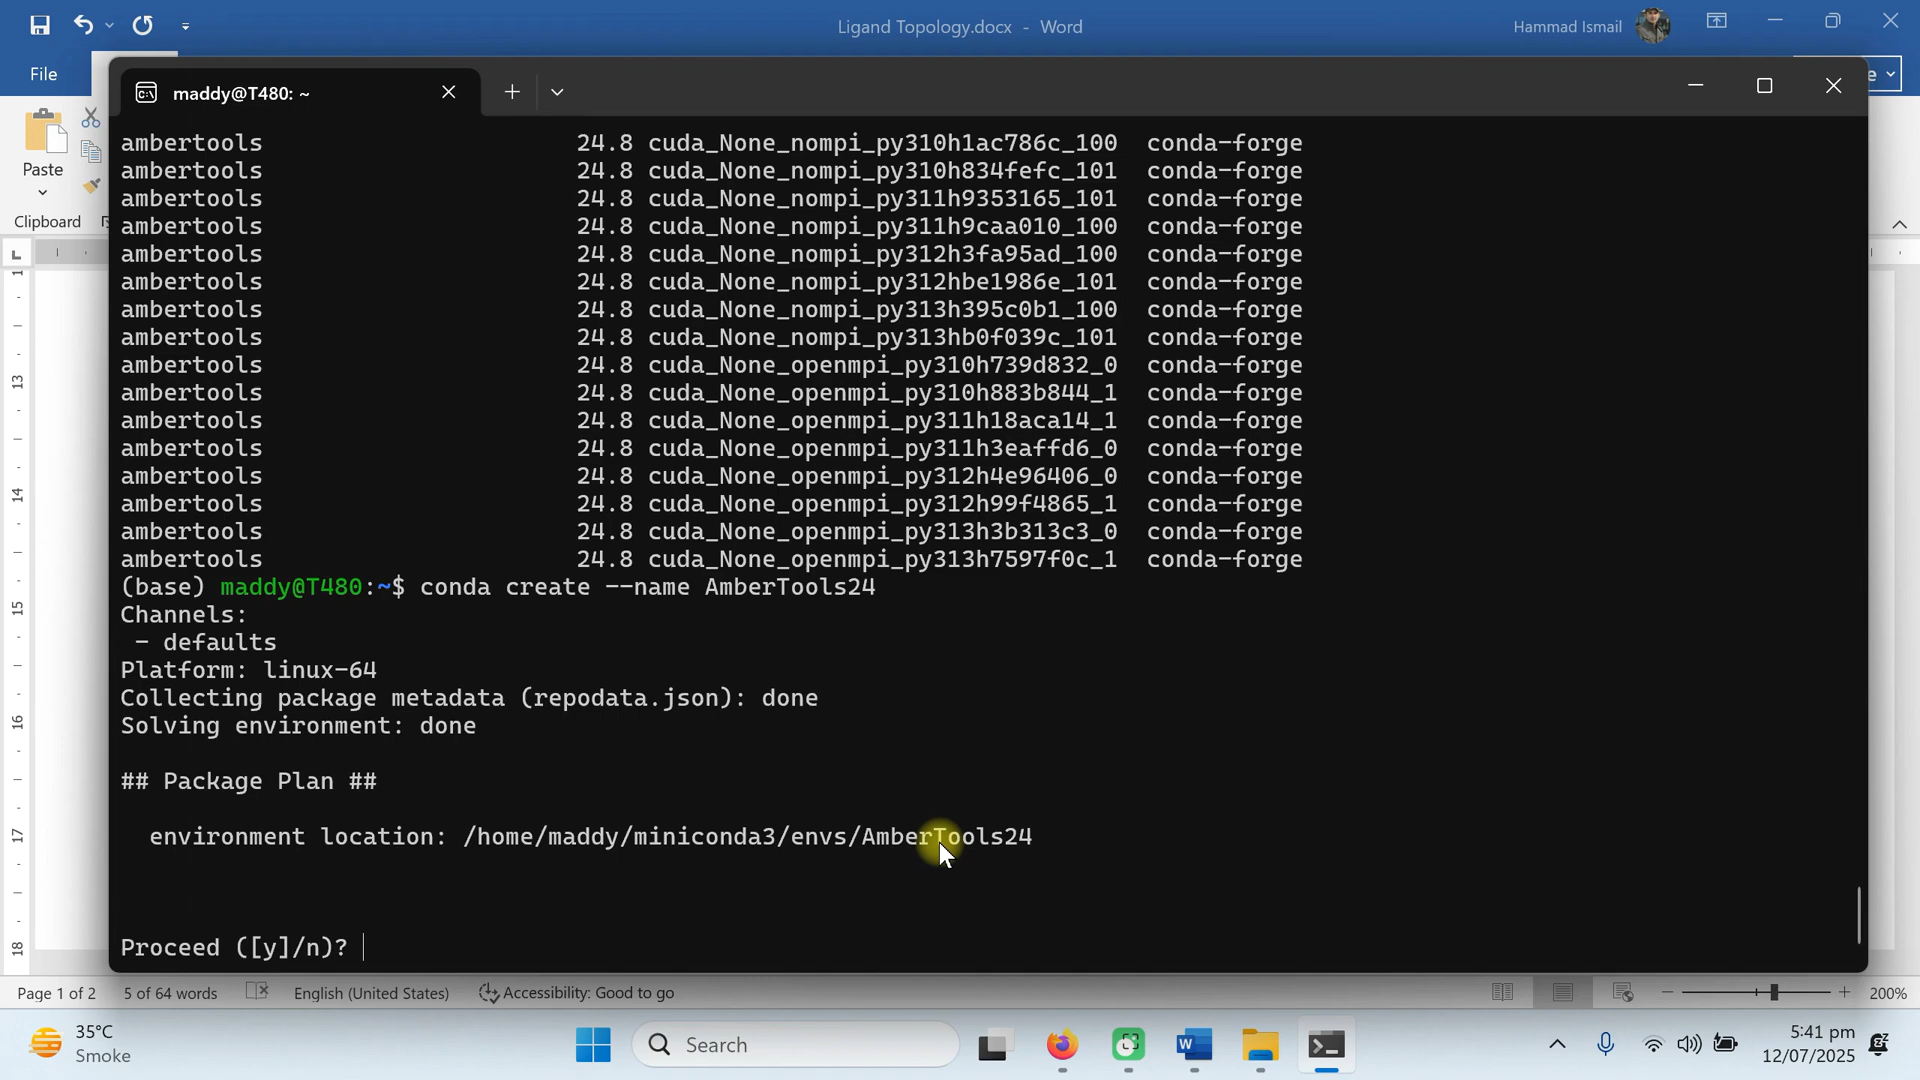 Ligand Topology.docx - Word
Hammad Ismail
File
maddy@T480: ~
Paste
Clipboard
ambertools 24.8 cuda_None_nompi_py310h1ac786c_100 conda-forge
ambertools 24.8 cuda_None_nompi_py310h834fefc_101 conda-forge
ambertools 24.8 cuda_None_nompi_py311h9353165_101 conda-forge
ambertools 24.8 cuda_None_nompi_py311h9caa010_100 conda-forge
ambertools 24.8 cuda_None_nompi_py312h3fa95ad_100 conda-forge
ambertools 24.8 cuda_None_nompi_py312hbe1986e_101 conda-forge
ambertools 24.8 cuda_None_nompi_py313h395c0b1_100 conda-forge
ambertools 24.8 cuda_None_nompi_py313hb0f039c_101 conda-forge
ambertools 24.8 cuda_None_openmpi_py310h739d832_0 conda-forge
ambertools 24.8 cuda_None_openmpi_py310h883b844_1 conda-forge
ambertools 24.8 cuda_None_openmpi_py311h18aca14_1 conda-forge
ambertools 24.8 cuda_None_openmpi_py311h3eaffd6_0 conda-forge
ambertools 24.8 cuda_None_openmpi_py312h4e96406_0 conda-forge
ambertools 24.8 cuda_None_openmpi_py312h99f4865_1 conda-forge
ambertools 24.8 cuda_None_openmpi_py313h3b313c3_0 conda-forge
ambertools 24.8 cuda_None_openmpi_py313h7597f0c_1 conda-forge
(base) maddy@T480:~$ conda create --name AmberTools24
Channels:
- defaults
Platform: linux-64
Collecting package metadata (repodata.json): done
Solving environment: done
## Package Plan ##
environment location: /home/maddy/miniconda3/envs/AmberTools24
Proceed ([y]/n)?
13
14
15
16
17
18
Page 1 of 2 5 of 64 words English (United States) Accessibility: Good to go 200%
35°C
Smoke
Search
5:41 pm
12/07/2025